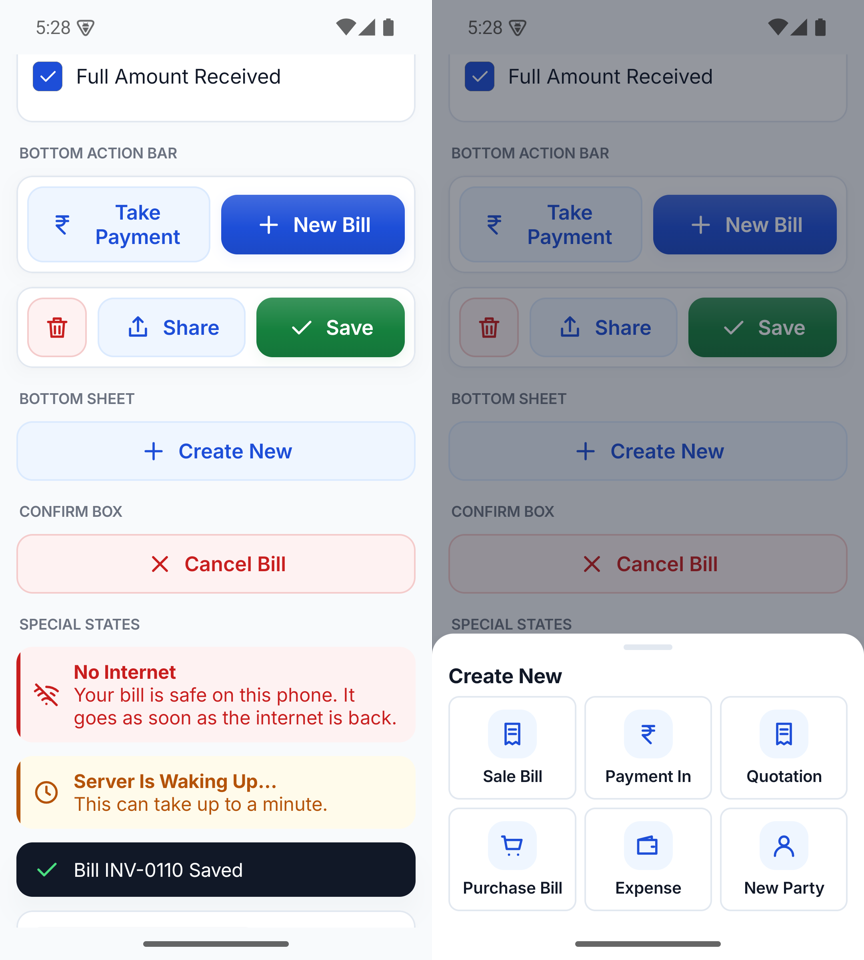 5:28
Full Amount Received
BOTTOM ACTION BAR
₹ Take
Payment
New Bill
Share
Save
BOTTOM SHEET
Create New
CONFIRM BOX
Cancel Bill
SPECIAL STATES
No Internet
Your bill is safe on this phone. It
goes as soon as the internet is back.
Server Is Waking Up...
This can take up to a minute.
Bill INV-0110 Saved
5:28
Full Amount Received
BOTTOM ACTION BAR
₹ Take
Payment
New Bill
Share
Save
BOTTOM SHEET
Create New
CONFIRM BOX
Cancel Bill
SPECIAL STATES
Create New
Sale Bill
₹
Payment In
Quotation
Purchase Bill
Expense
New Party